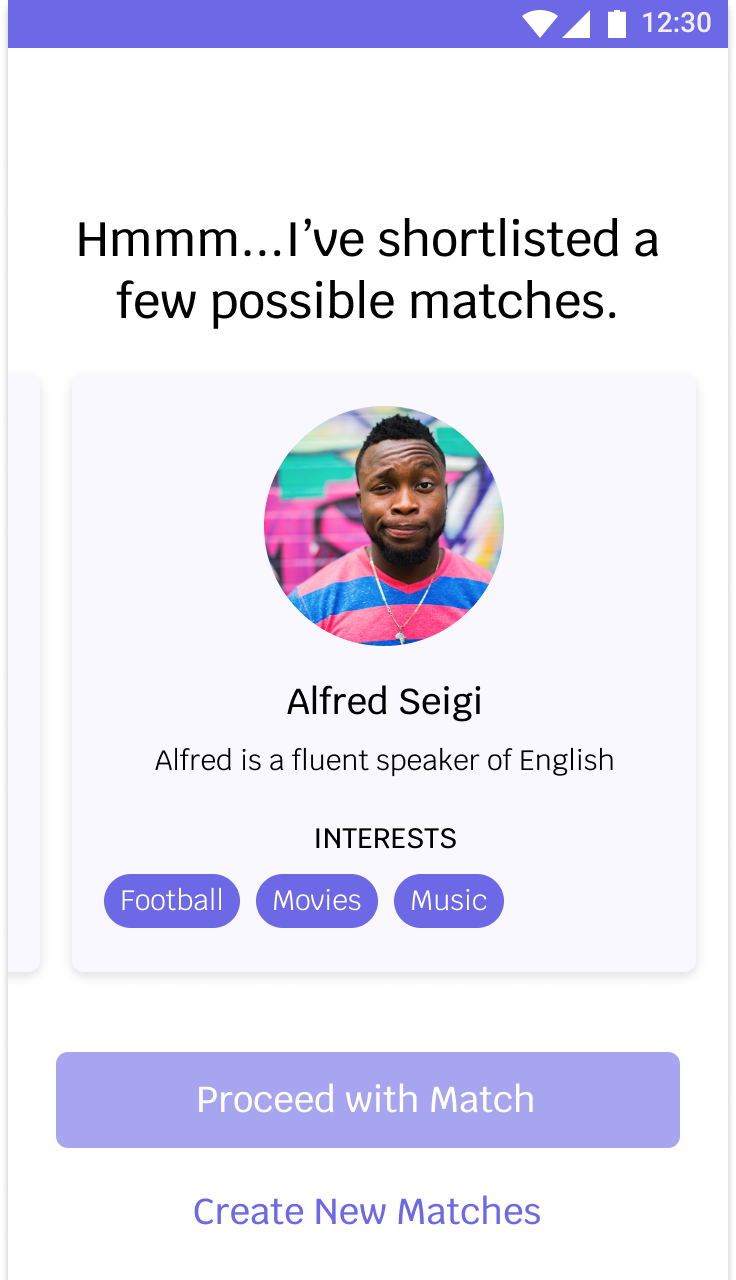 12:30
Hmmm...I’ve shortlisted a
few possible matches.
Alfred Seigi
Alfred is a fluent speaker of English
INTERESTS
Football Movies Music
Proceed with Match
Create New Matches